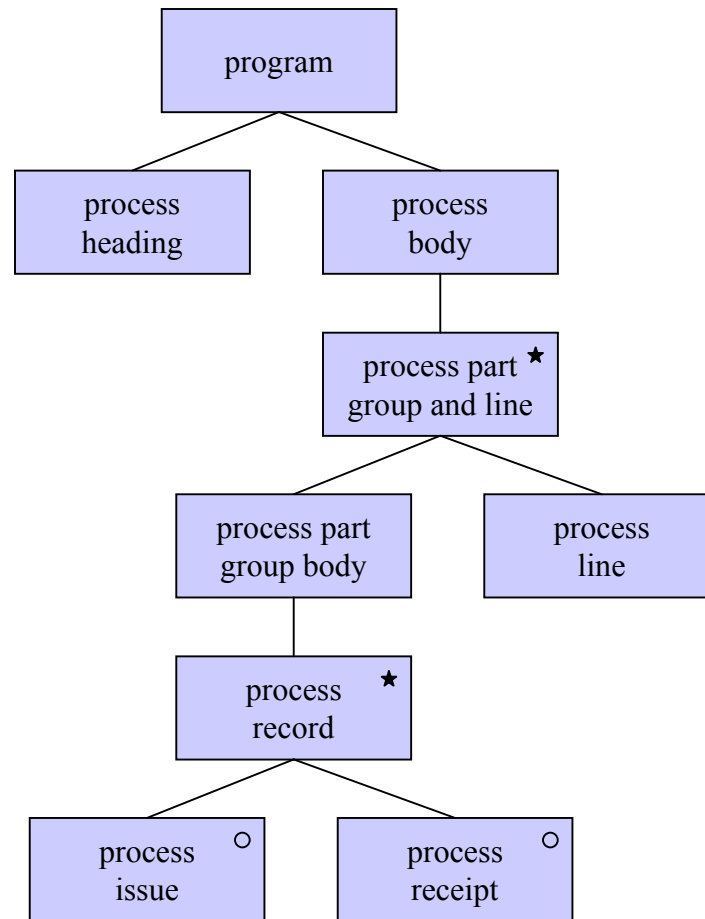 program
process
heading
process
body
process part
group and line
process part
group body
process
line
process
record
process
issue
process
receipt